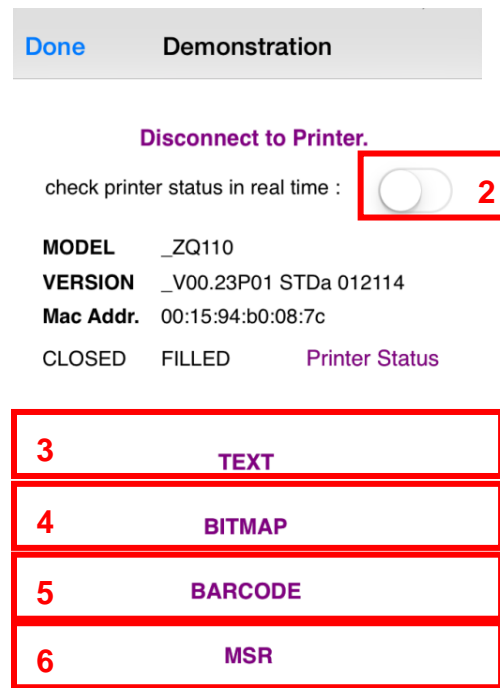 Done Demonstration
Disconnect to Printer.
check printer status in real time : 2
MODEL _ZQ110
VERSION _V00.23P01 STDa 012114
Mac Addr. 00:15:94:b0:08:7c
CLOSED FILLED Printer Status
3 TEXT
4 BITMAP
5 BARCODE
6 MSR